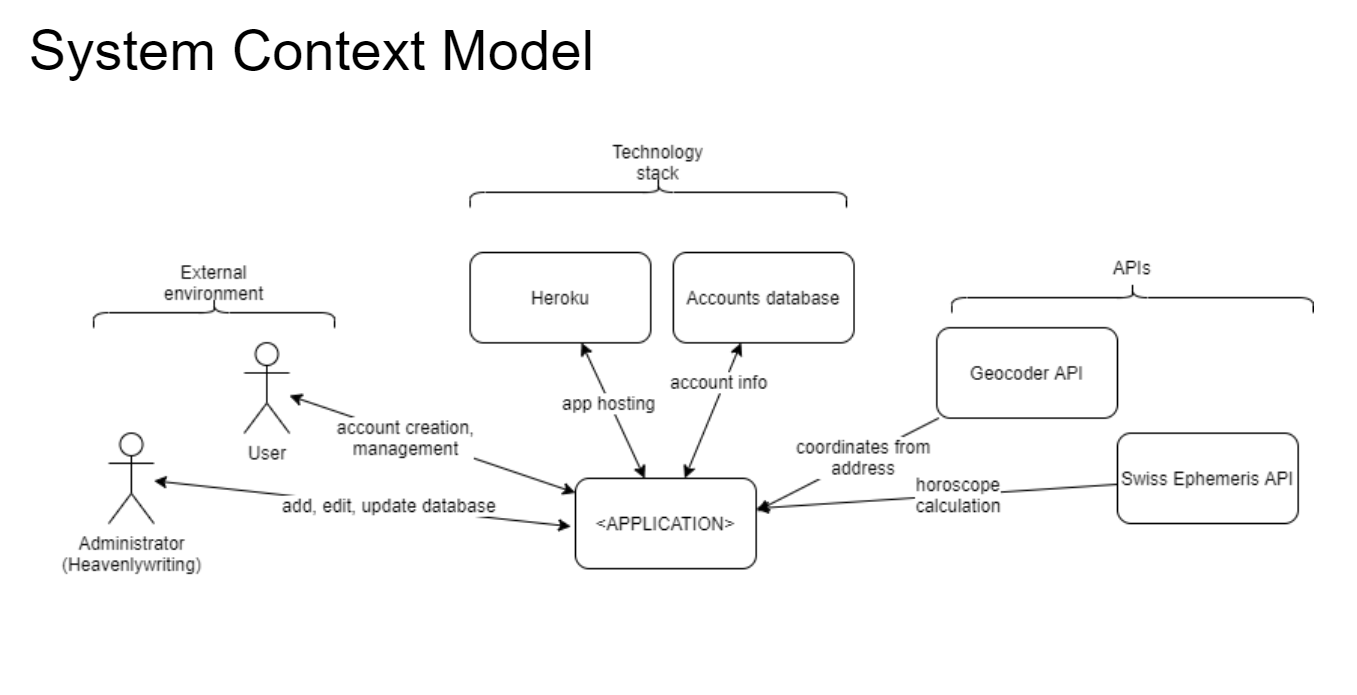 System Context Model
Technology
stack
External
environment
APIs
Heroku
Accounts database
Geocoder API
account info
app hosting
account creation,
management
User
coordinates from
address
Swiss Ephemeris API
horoscope
calculation
add, edit, update database
<APPLICATION>
Administrator
(Heavenlywriting)